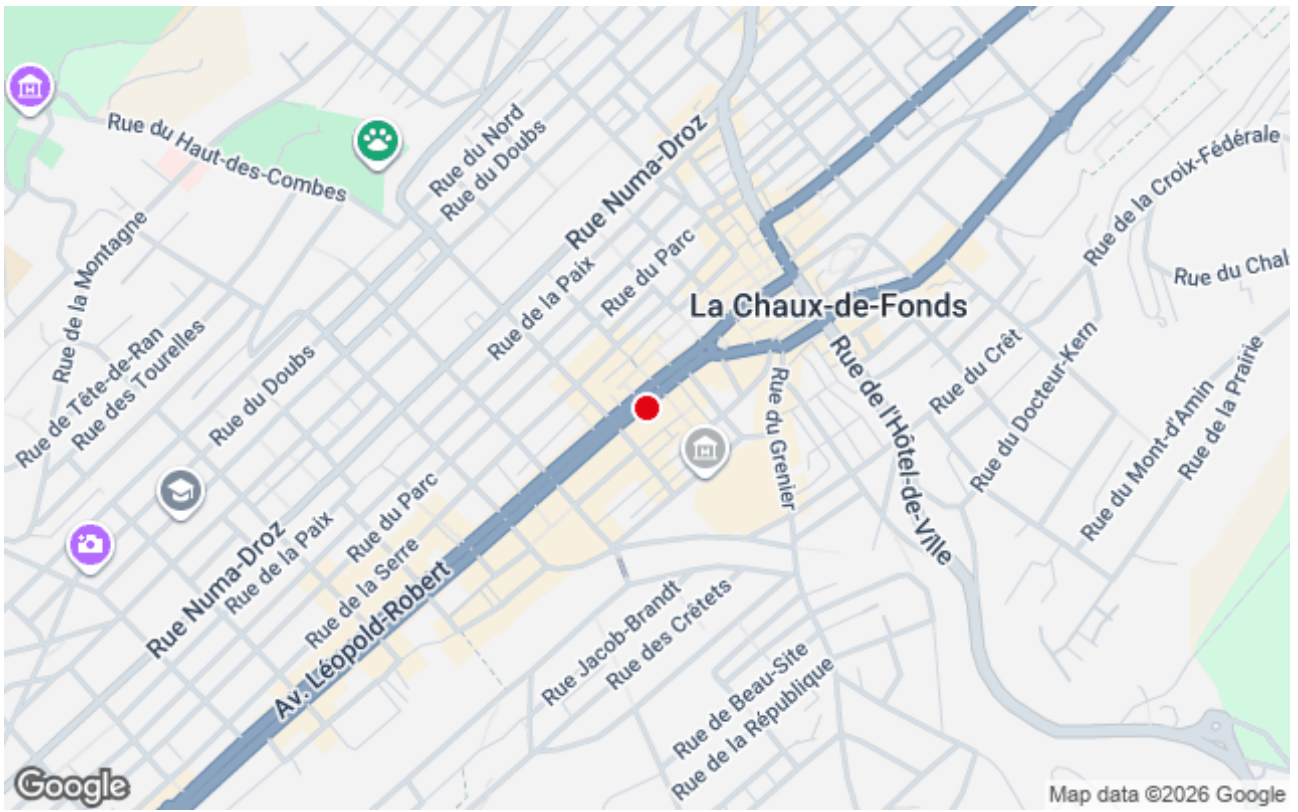 Rue du Haut-des-Combes
Rue du Nord
Rue du Doubs
Rue Numa-Droz
Rue de la Croix-Fédérale
Rue de la Montagne
Rue du Parc
Rue de la Paix
Rue du Chal
La Chaux-de-Fonds
Rue de Tête-de-Ran
Rue des Tourelles
Rue du Doubs
Rue du Crêt
Rue du Docteur-Kern
Rue de la Prairie
Rue du Mont-d'Amin
Rue du Grenier
Rue de l'Hôtel-de-Ville
Rue du Parc
Rue Numa-Droz
Rue de la Paix
Rue de la Serre
Av. Léopold-Robert
Rue Jacob-Brandt
Rue des Crêtets
Rue de Beau-Site
Rue de la République
Google
Map data ©2026 Google